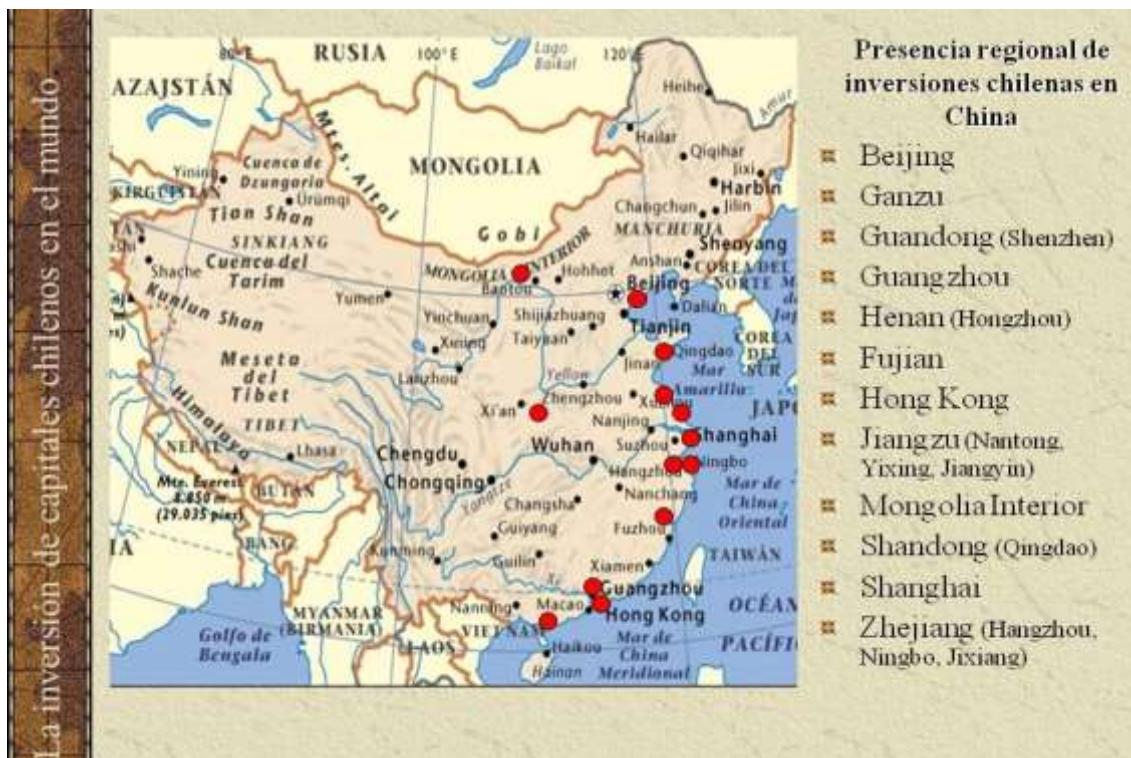 La inversión de capitales chilenos en el mundo.
Presencia regional de
inversiones chilenas en
China
Beijing
Ganzu
Guandong (Shenzhen)
Guangzhou
Henan (Hongzhou)
Fujian
Hong Kong
Jiangzu (Nantong,
Yixing, Jiangyin)
Mongolia Interior
Shandong (Qingdao)
Shanghai
Zhejiang (Hangzhou,
Ningbo, Jixiang)
80° E
RUSIA
100° E
Lago
Baikal
120°
AZAJSTÁN
Heihe
Amur
Mtes. Altai
Hailar
Qiqihar
Yining
Cuenca de
Dzungaria
MONGOLIA
Jixi
Harbin
KIRGUISTÁN
Ürümqi
Changchun
Jilin
Tian Shan
Gobi
MANCHURIA
SINKIANG
Shenyang
Cuenca del
Tarim
MONGOLIA INTERIOR
Hohhot
Anshan
COREA DEL
NORTE
Shache
Baotou
Beijing
Yumen
Dalian
Kunlun Shan
Yinchuan
Shijiazhuang
Tianjin
Taiyuan
COREA
DEL
SUR
Xining
Jinan
Qingdao
Mar
Amarillo
Meseta
del
Tibet
Lanzhou
Yellow
Zhengzhou
Himalaya
Xi'an
Nanjing
JAP
TIBET
Shanghai
NEPAL
Lhasa
Chengdu
Wuhan
Suzhou
Chongqing
Hangzhou
Ningbo
Mte. Everest
8.850 m
(29.035 pies)
BUTÁN
Yangtze
Changsha
Nanchang
Mar de
China
Oriental
Guiyang
Fuzhou
BANG.
Kunming
Guilin
TAIWÁN
Xiamen
Xi
Guangzhou
MYANMAR
(BIRMANIA)
Nanning
Macao
Hong Kong
OCÉAN
Golfo de
Bengala
VIETNAM
LAOS
Haikou
Hainan
Mar de
China
Meridional
PACÍFI